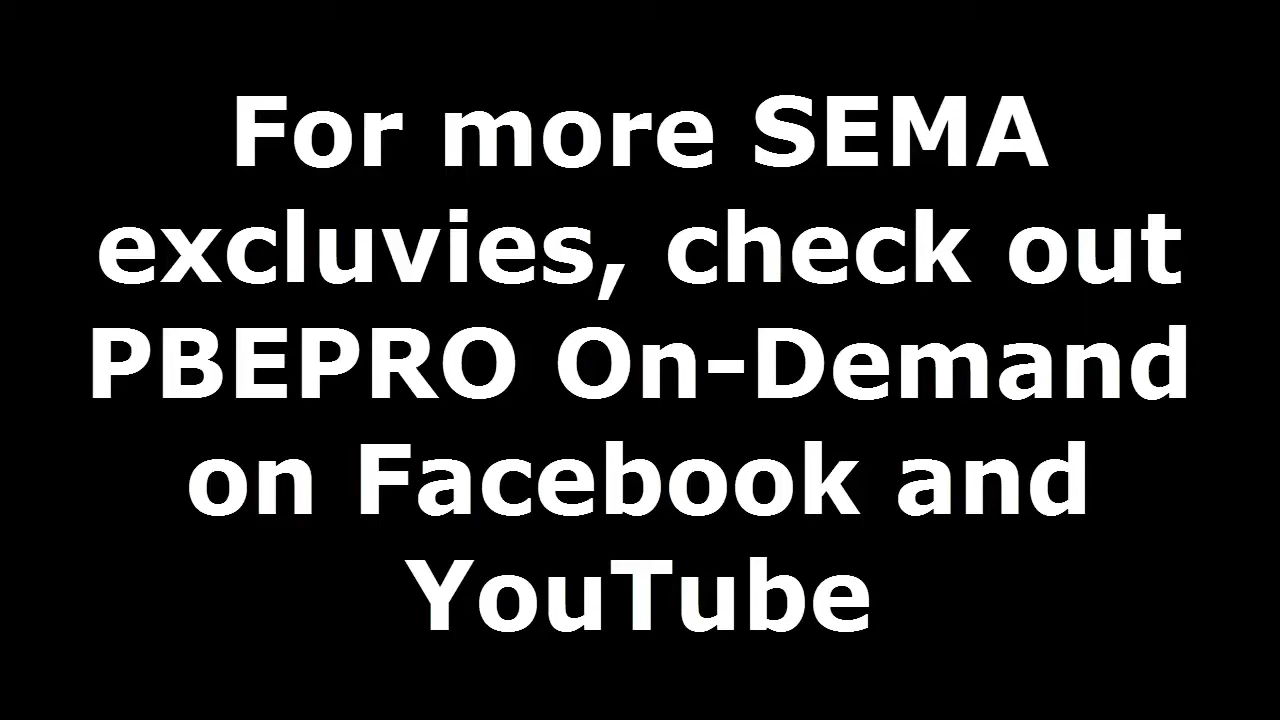 For more SEMA
excluvies, check out
PBEPRO On-Demand
on Facebook and
YouTube